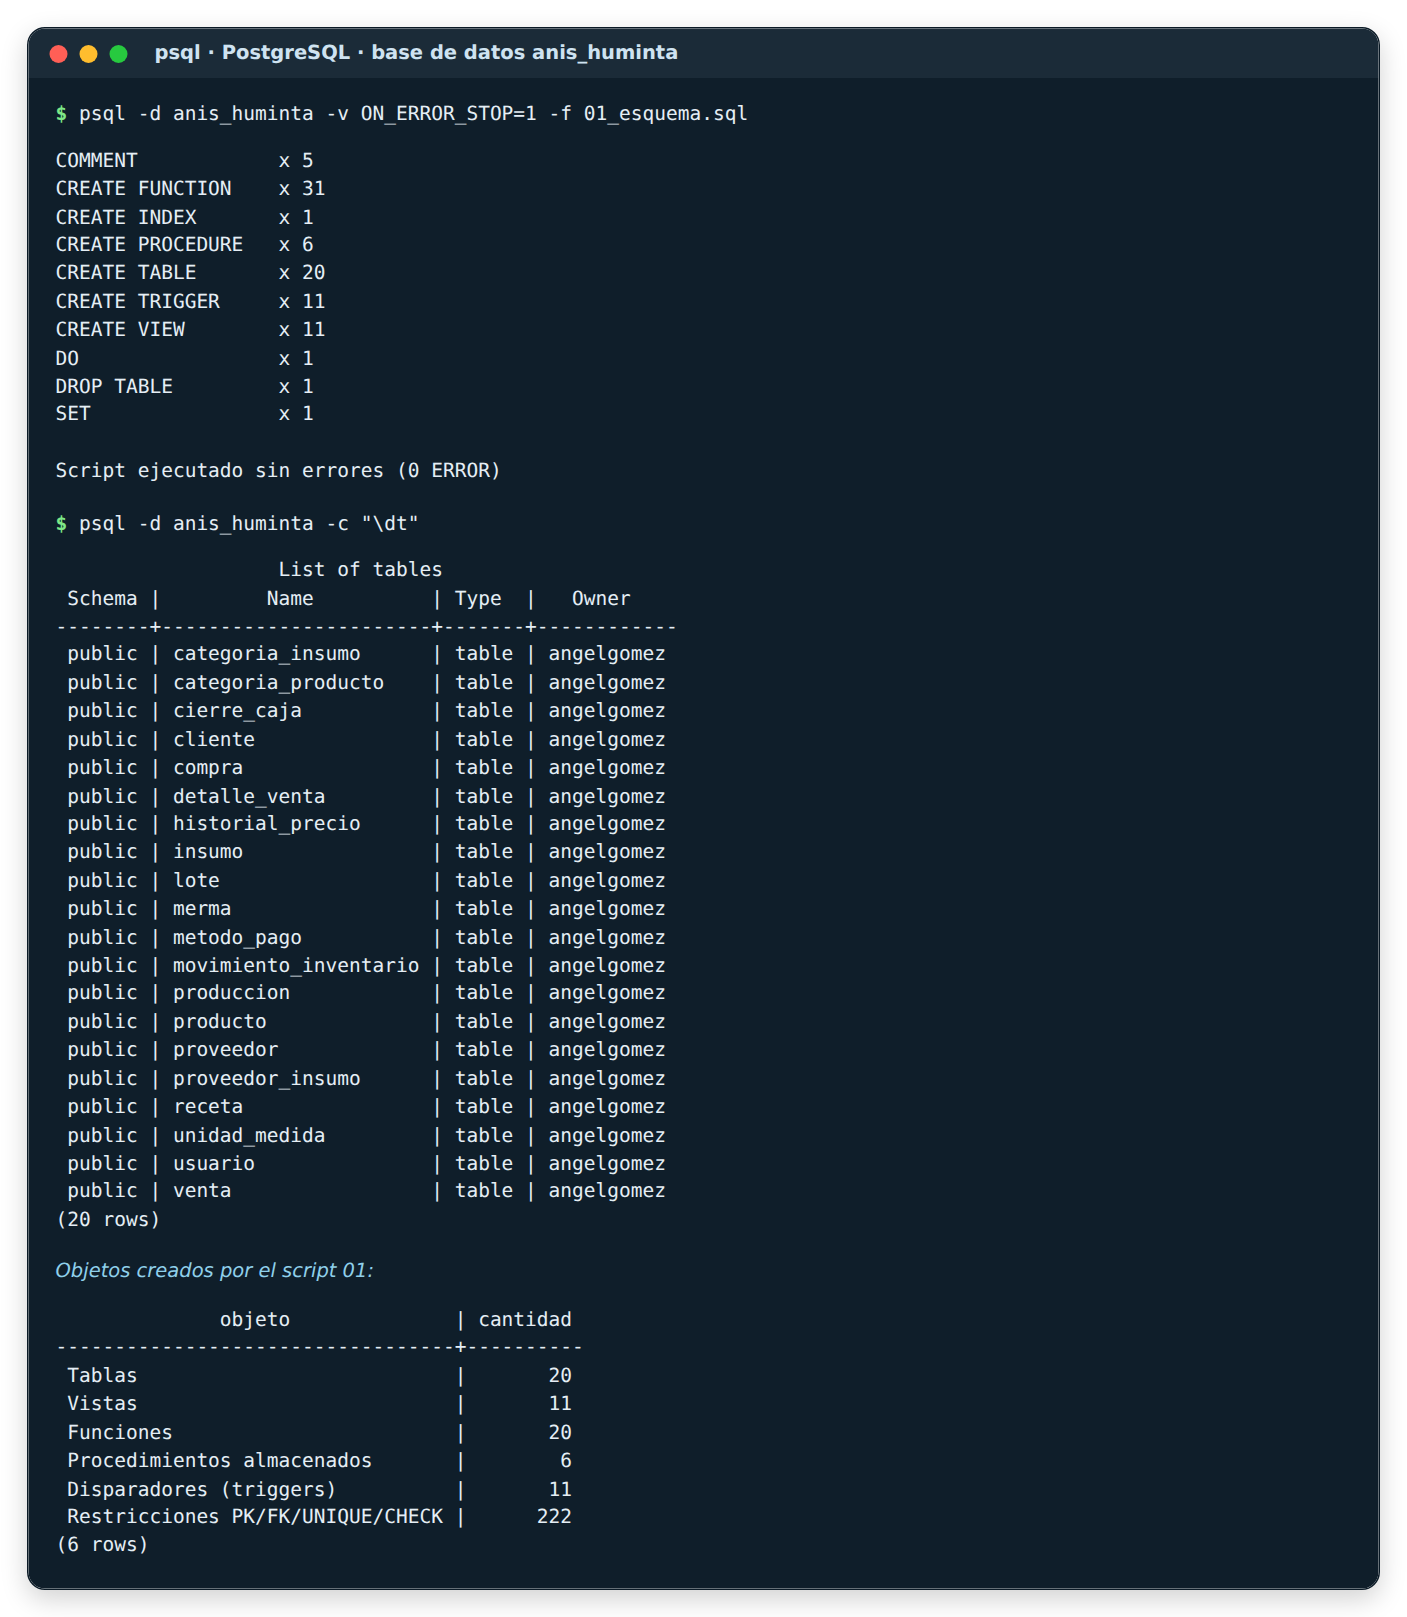 psql · PostgreSQL · base de datos anis_huminta
$ psql -d anis_huminta -v ON_ERROR_STOP=1 -f 01_esquema.sql
COMMENT            x 5
CREATE FUNCTION    x 31
CREATE INDEX       x 1
CREATE PROCEDURE   x 6
CREATE TABLE       x 20
CREATE TRIGGER     x 11
CREATE VIEW        x 11
DO                 x 1
DROP TABLE         x 1
SET                x 1
Script ejecutado sin errores (0 ERROR)
$ psql -d anis_huminta -c "\dt"
                   List of tables
 Schema |         Name          | Type  |   Owner
--------+-----------------------+-------+------------
 public | categoria_insumo      | table | angelgomez
 public | categoria_producto    | table | angelgomez
 public | cierre_caja           | table | angelgomez
 public | cliente               | table | angelgomez
 public | compra                | table | angelgomez
 public | detalle_venta         | table | angelgomez
 public | historial_precio      | table | angelgomez
 public | insumo                | table | angelgomez
 public | lote                  | table | angelgomez
 public | merma                 | table | angelgomez
 public | metodo_pago           | table | angelgomez
 public | movimiento_inventario | table | angelgomez
 public | produccion            | table | angelgomez
 public | producto              | table | angelgomez
 public | proveedor             | table | angelgomez
 public | proveedor_insumo      | table | angelgomez
 public | receta                | table | angelgomez
 public | unidad_medida         | table | angelgomez
 public | usuario               | table | angelgomez
 public | venta                 | table | angelgomez
(20 rows)
Objetos creados por el script 01:
              objeto              | cantidad
----------------------------------+----------
 Tablas                           |       20
 Vistas                           |       11
 Funciones                        |       20
 Procedimientos almacenados       |        6
 Disparadores (triggers)          |       11
 Restricciones PK/FK/UNIQUE/CHECK |      222
(6 rows)